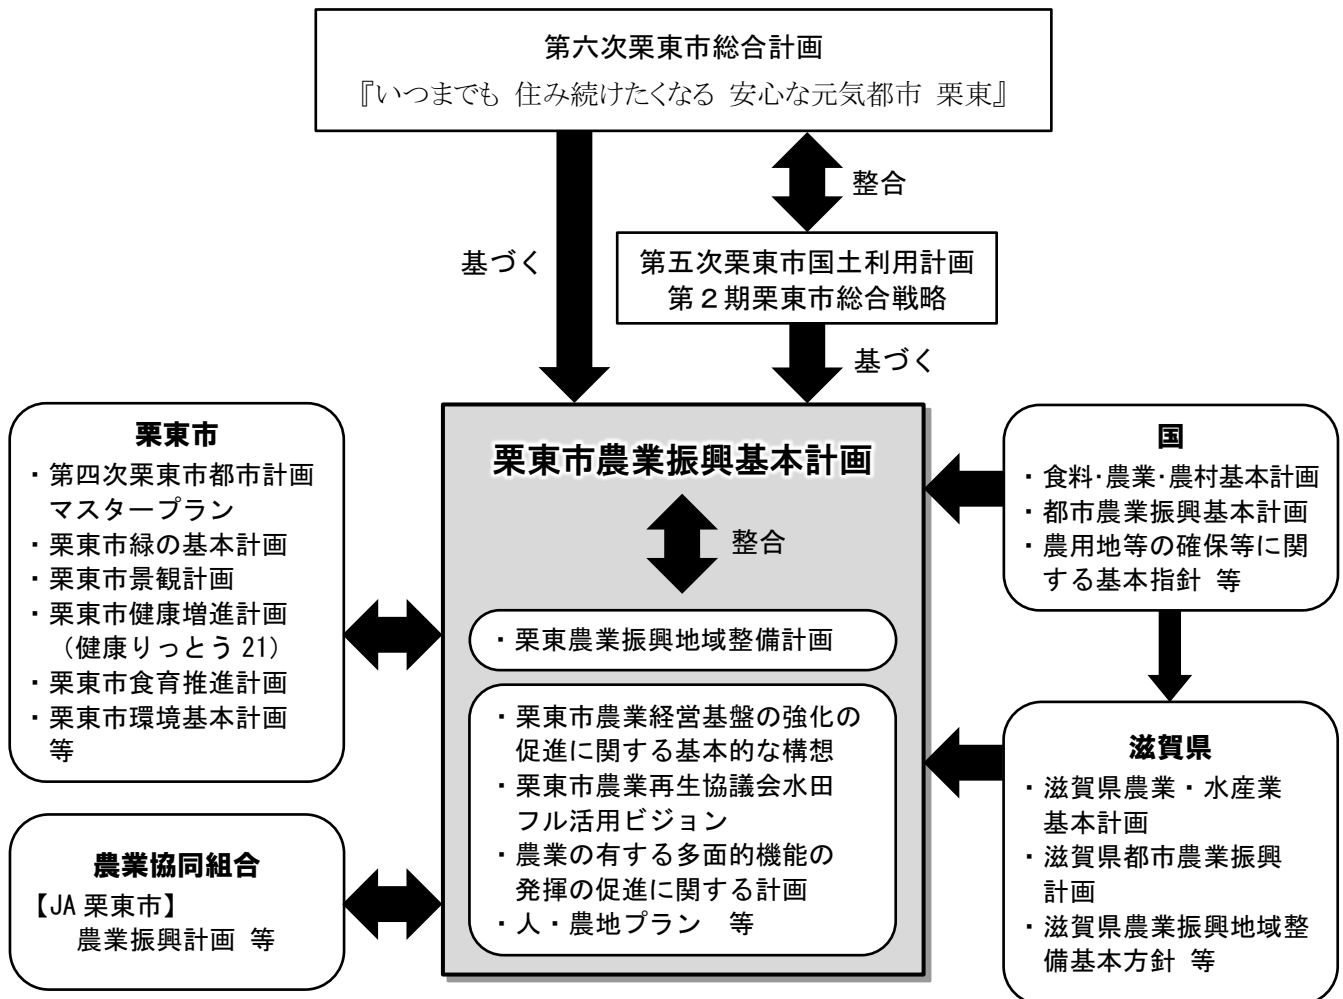 第六次栗東市総合計画
『いつまでも 住み続けたくなる 安心な元気都市 栗東』
整合
基づく
第五次栗東市国土利用計画
第２期栗東市総合戦略
基づく
栗東市
・第四次栗東市都市計画
マスタープラン
・栗東市緑の基本計画
・栗東市景観計画
・栗東市健康増進計画
（健康りっとう 21）
・栗東市食育推進計画
・栗東市環境基本計画
等
農業協同組合
【JA 栗東市】
農業振興計画 等
栗東市農業振興基本計画
整合
・栗東農業振興地域整備計画
・栗東市農業経営基盤の強化の
促進に関する基本的な構想
・栗東市農業再生協議会水田
フル活用ビジョン
・農業の有する多面的機能の
発揮の促進に関する計画
・人・農地プラン 等
国
・食料･農業･農村基本計画
・都市農業振興基本計画
・農用地等の確保等に関
する基本指針 等
滋賀県
・滋賀県農業・水産業
基本計画
・滋賀県都市農業振興
計画
・滋賀県農業振興地域整
備基本方針 等